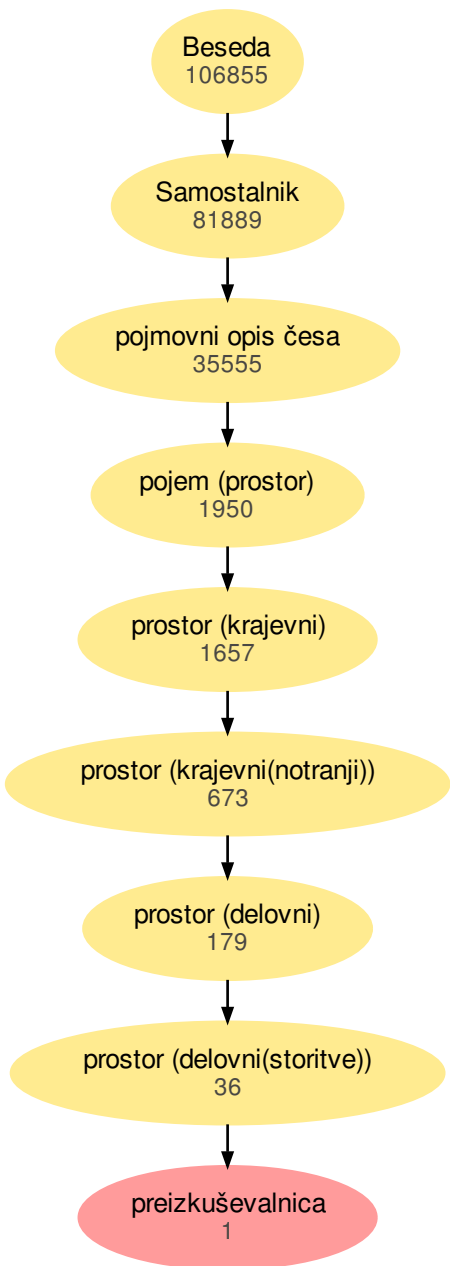 Beseda
106855
Samostalnik
81889
pojmovni opis česa
35555
pojem (prostor)
1950
prostor (krajevni)
1657
prostor (krajevni(notranji))
673
prostor (delovni)
179
prostor (delovni(storitve))
36
preizkuševalnica
1